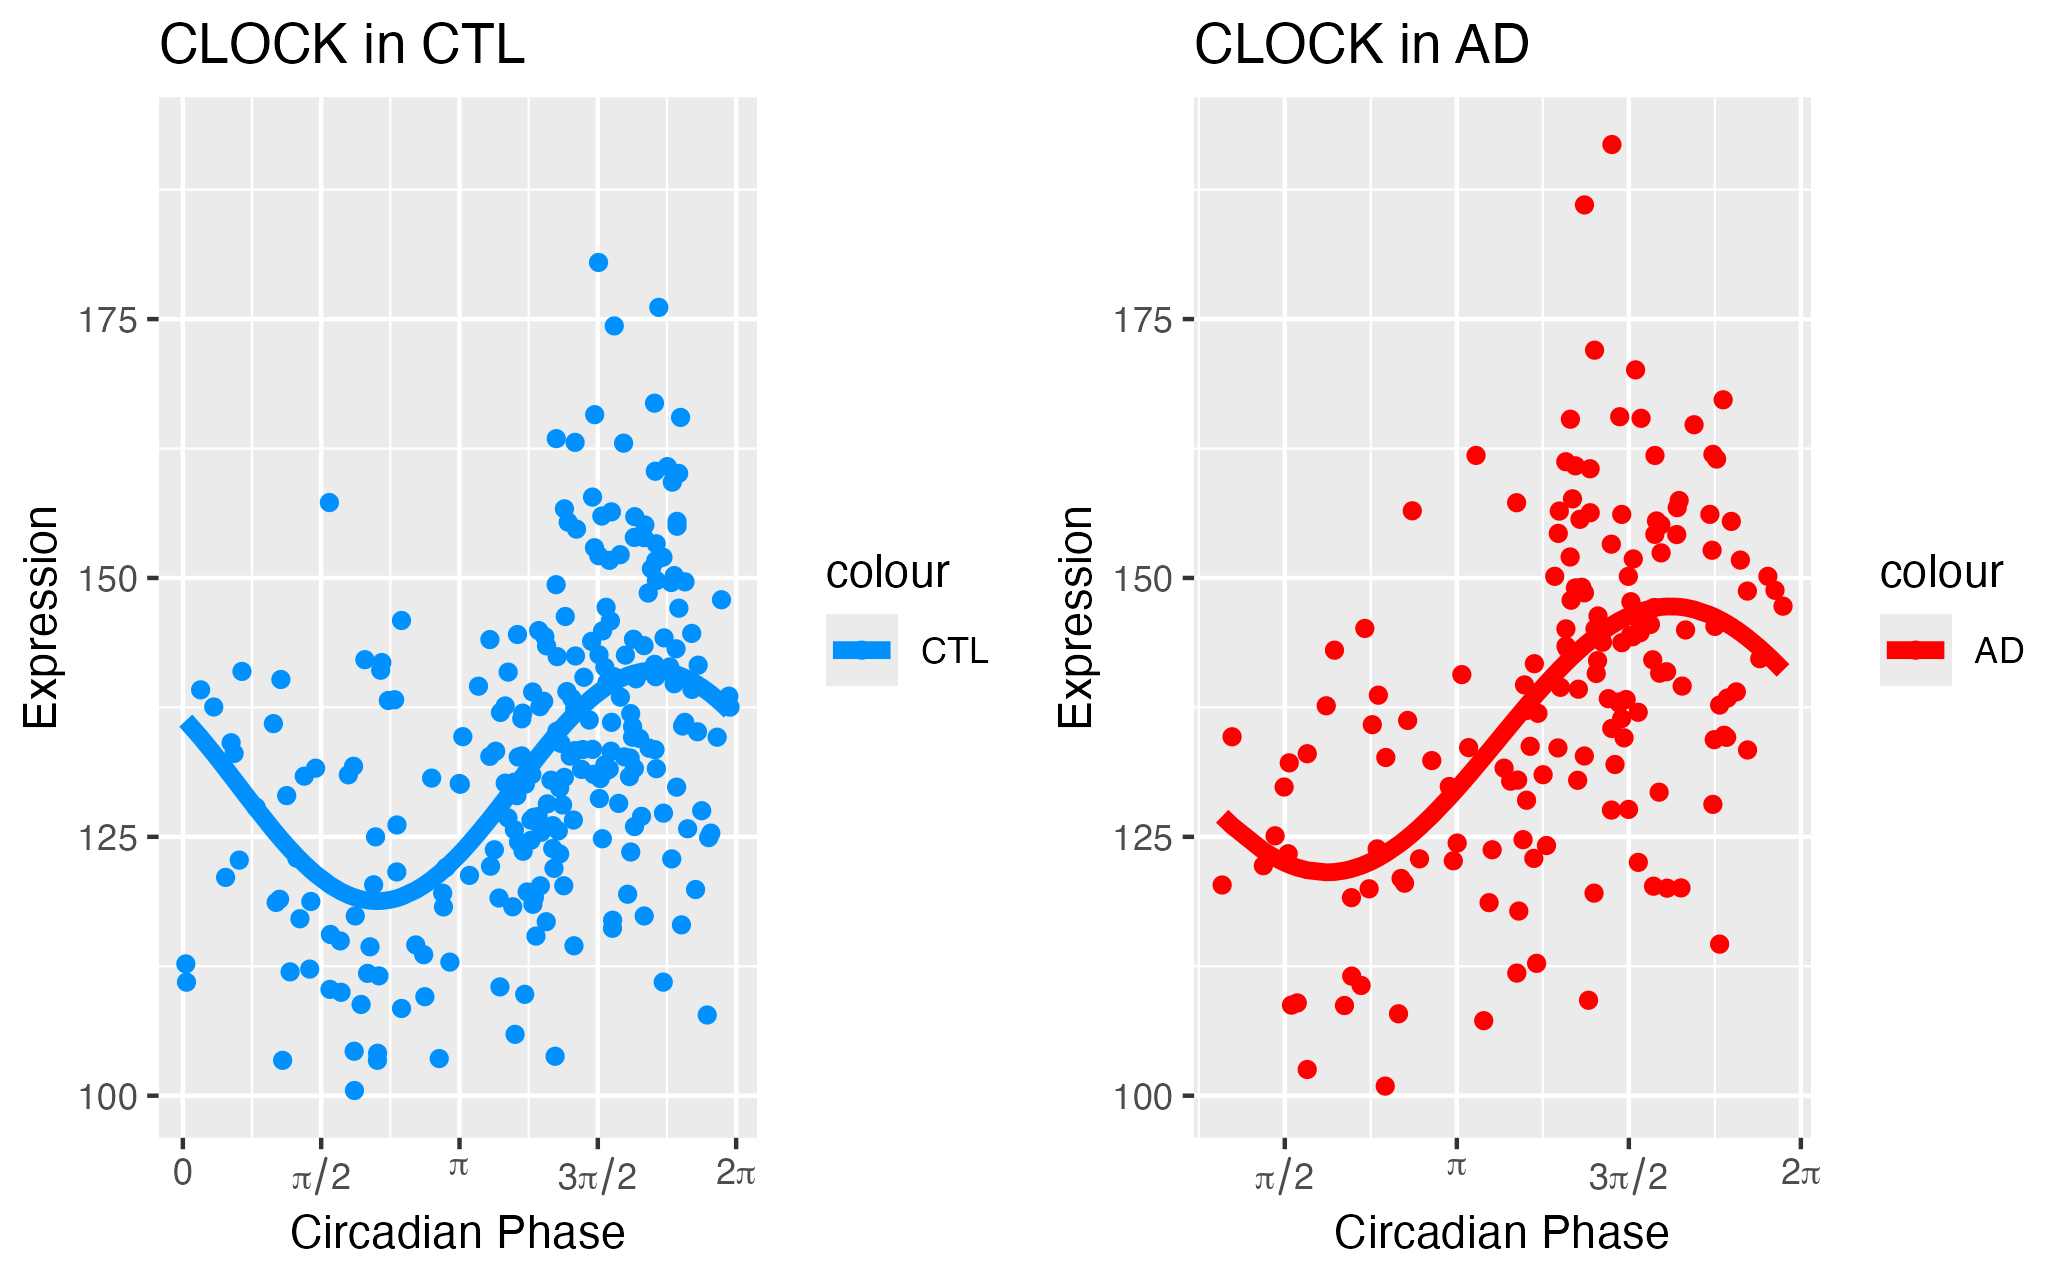 CLOCK in CTL
Expression
175
150
125
100
0
π/2
π
3π/2
2π
Circadian Phase
colour
CTL
CLOCK in AD
Expression
175
150
125
100
π/2
π
3π/2
2π
Circadian Phase
colour
AD